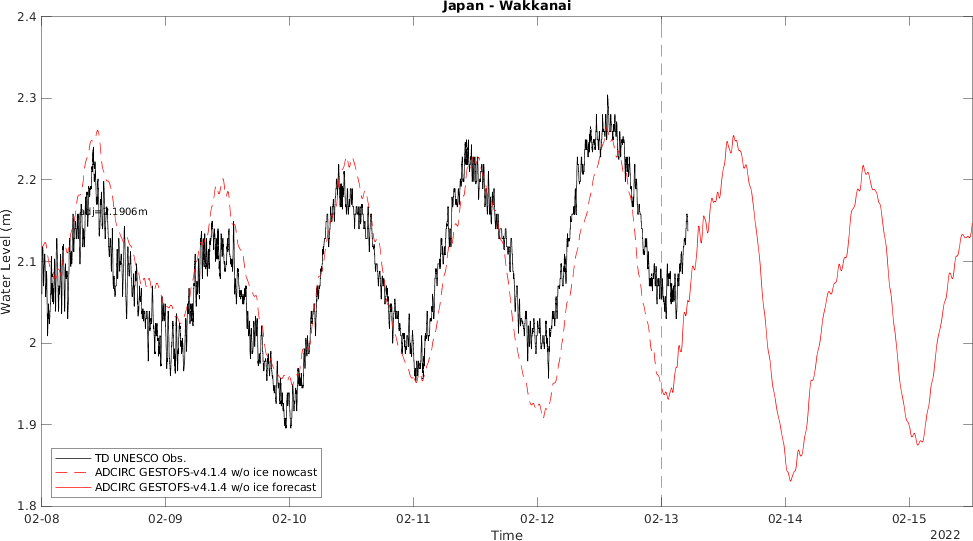 Japan - Wakkanai
2.4
2.3
2.2
2.1
2
1.9
1.8
Water Level (m)
adj=2.1906m
TD UNESCO Obs.
ADCIRC GESTOFS-v4.1.4 w/o ice nowcast
ADCIRC GESTOFS-v4.1.4 w/o ice forecast
02-08 02-09 02-10 02-11 02-12 02-13 02-14 02-15
Time
2022